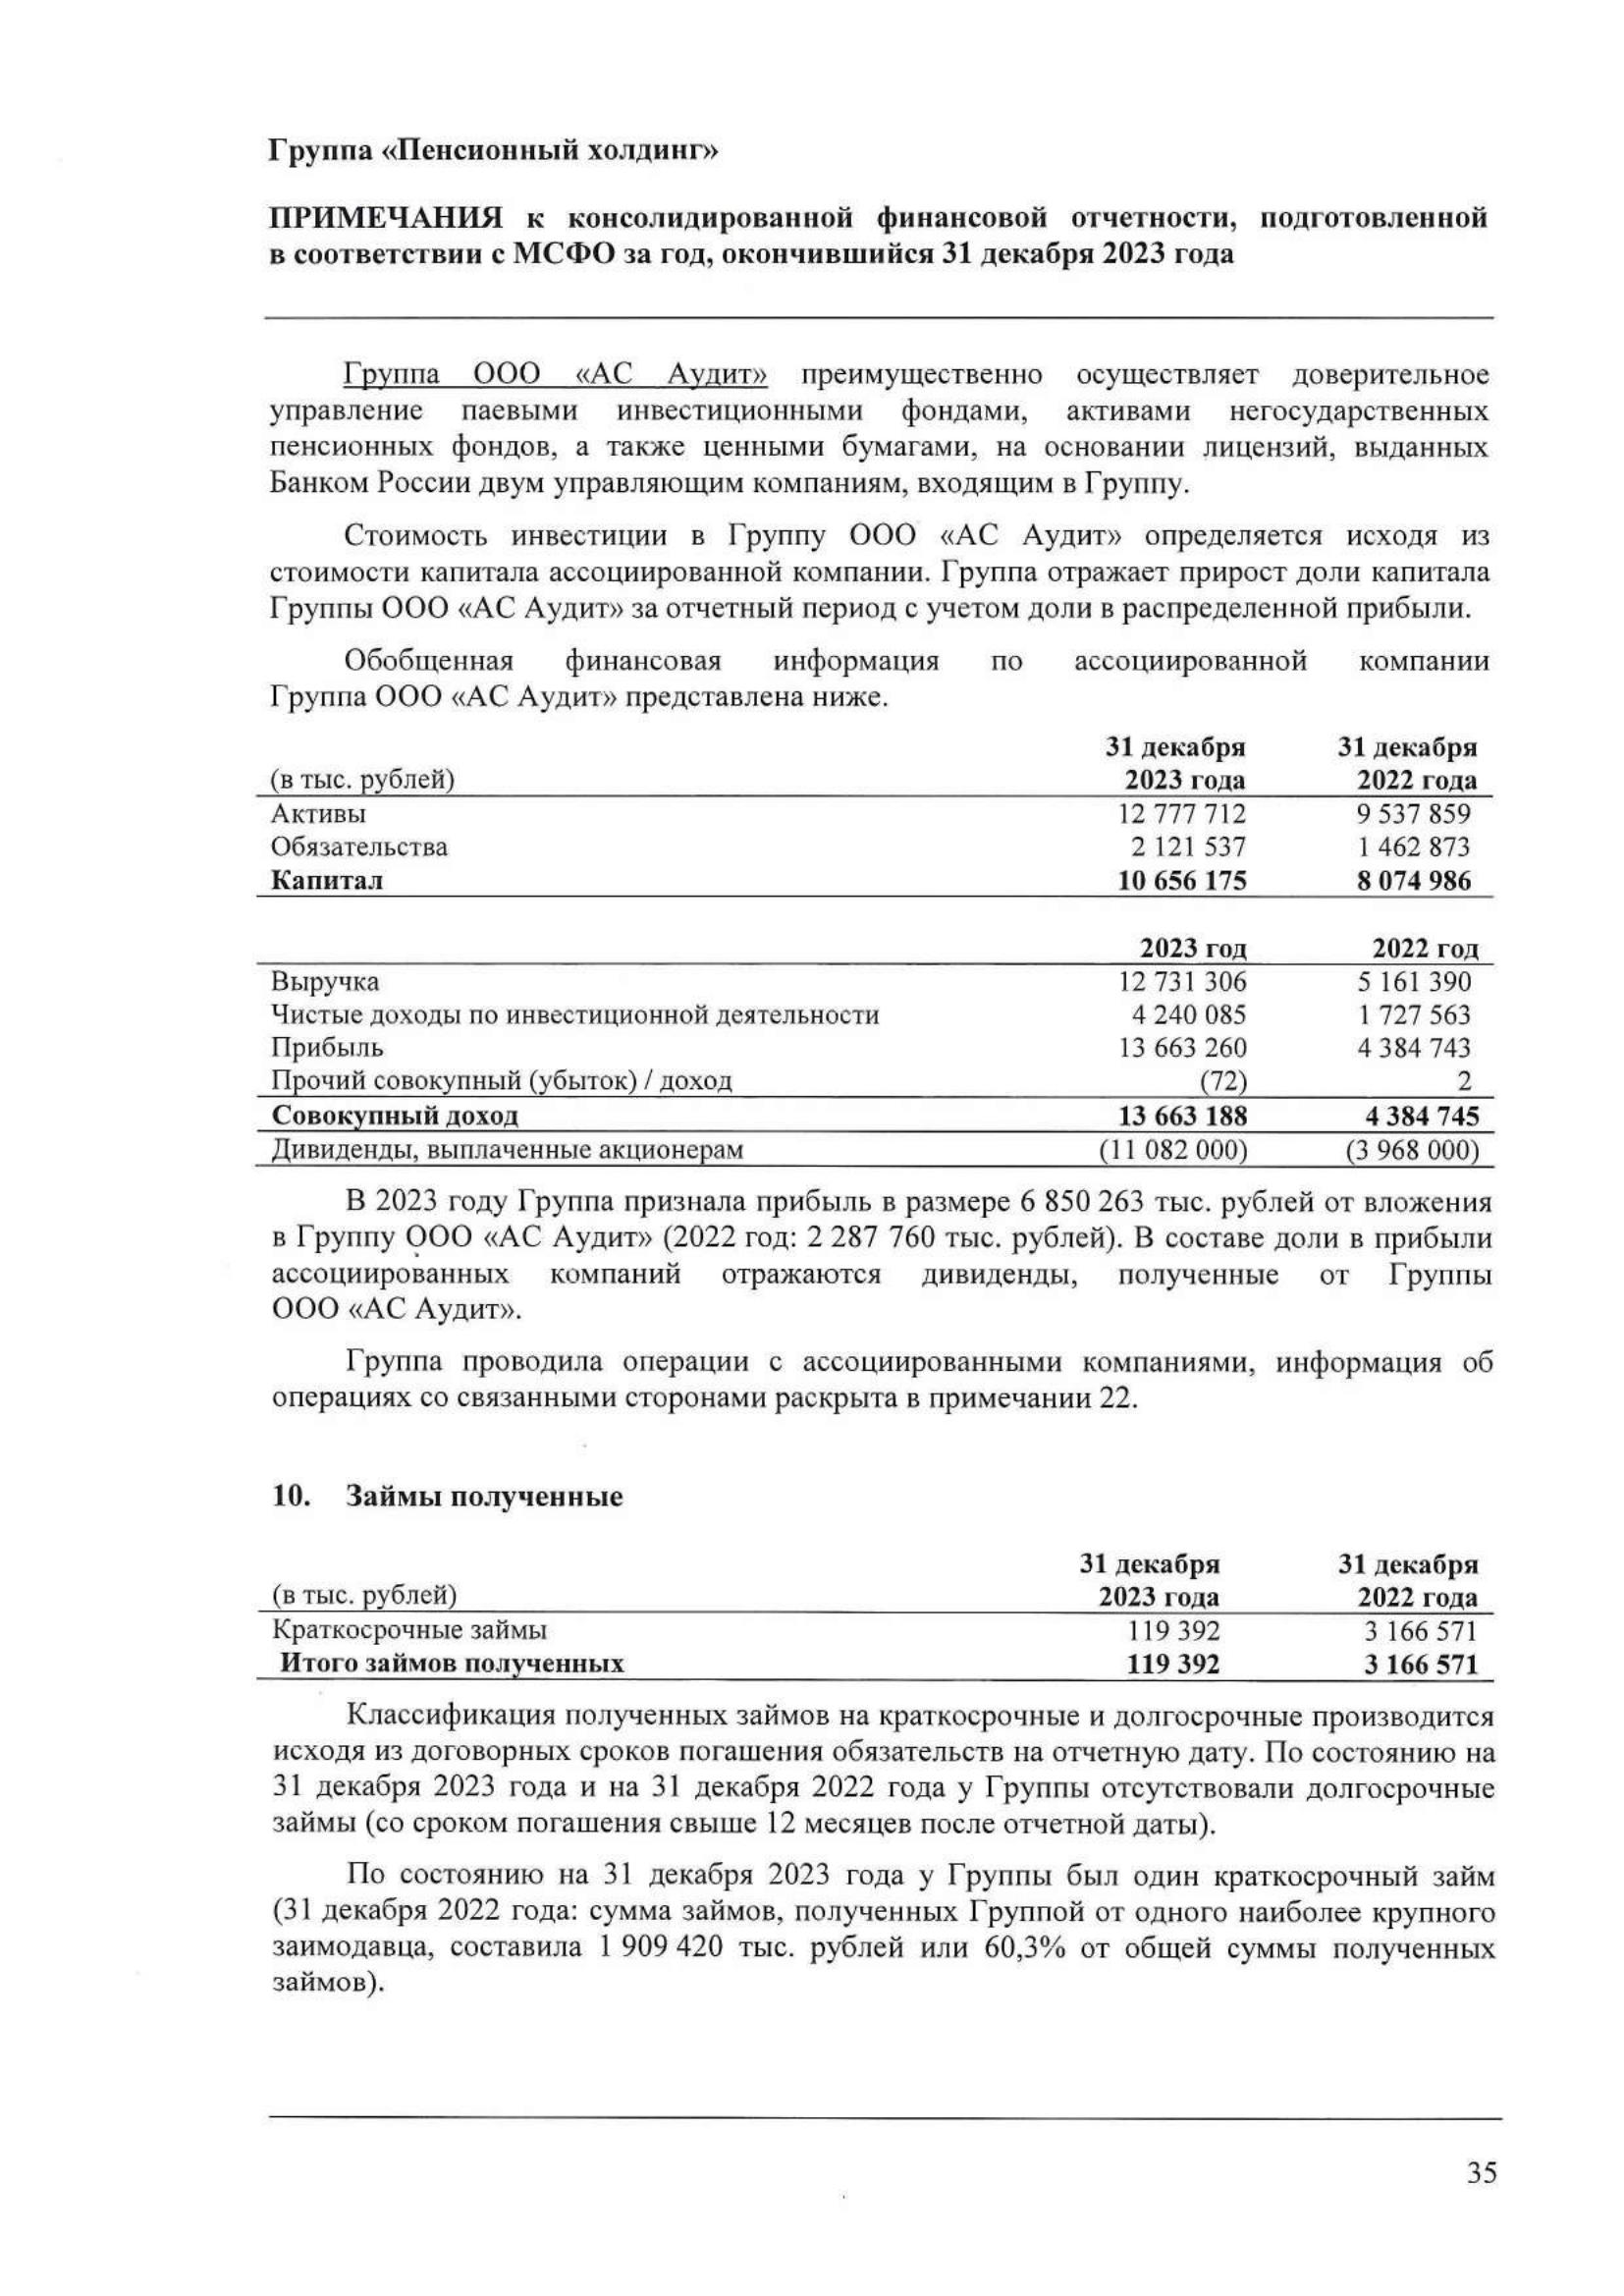 Группа «Пенсионный холдинг»
ПРИМЕЧАНИЯ к консолидированной финансовой отчетности, подготовленной
в соответствии с МСФО за год, окончившийся 31 декабря 2023 года
Группа ООО «АС Аудит» преимущественно осуществляет доверительное
управление паевыми инвестиционными фондами, активами негосударственных
пенсионных фондов, а также ценными бумагами, на основании лицензий, выданных
Банком России двум управляющим компаниям, входящим в Группу.
Стоимость инвестиции в Группу ООО «АС Аудит» определяется исходя из
стоимости капитала ассоциированной компании. Группа отражает прирост доли капитала
Группы ООО «АС Аудит» за отчетный период с учетом доли в распределенной прибыли.
Обобщенная финансовая информация по ассоциированной компании
Группа ООО «АС Аудит» представлена ниже.
31 декабря 31 декабря
(в тыс. рублей) 2023 года 2022 года
Активы 12 777 712 9 537 859
Обязательства 2 121 537 1 462 873
Капитал 10 656 175 8 074 986
2023 год 2022 год
Выручка 12 731 306 5 161 390
Чистые доходы по инвестиционной деятельности 4 240 085 1 727 563
Прибыль 13 663 260 4 384 743
Прочий совокупный (убыток) / доход (72) 2
Совокупный доход 13 663 188 4 384 745
Дивиденды, выплаченные акционерам (11 082 000) (3 968 000)
В 2023 году Группа признала прибыль в размере 6 850 263 тыс. рублей от вложения
в Группу ООО «АС Аудит» (2022 год: 2 287 760 тыс. рублей). В составе доли в прибыли
ассоциированных компаний отражаются дивиденды, полученные от Группы
ООО «АС Аудит».
Группа проводила операции с ассоциированными компаниями, информация об
операциях со связанными сторонами раскрыта в примечании 22.
10. Займы полученные
31 декабря 31 декабря
(в тыс. рублей) 2023 года 2022 года
Краткосрочные займы 119 392 3 166 571
Итого займов полученных 119 392 3 166 571
Классификация полученных займов на краткосрочные и долгосрочные производится
исходя из договорных сроков погашения обязательств на отчетную дату. По состоянию на
31 декабря 2023 года и на 31 декабря 2022 года у Группы отсутствовали долгосрочные
займы (со сроком погашения свыше 12 месяцев после отчетной даты).
По состоянию на 31 декабря 2023 года у Группы был один краткосрочный займ
(31 декабря 2022 года: сумма займов, полученных Группой от одного наиболее крупного
заимодавца, составила 1 909 420 тыс. рублей или 60,3% от общей суммы полученных
займов).
35